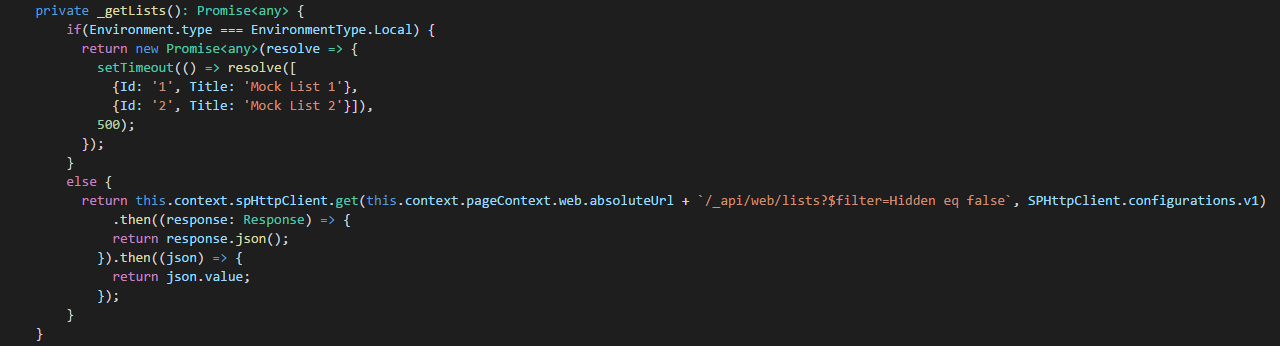 private _getLists(): Promise<any> {
if(Environment.type === EnvironmentType.Local) {
return new Promise<any>(resolve => {
setTimeout(() => resolve([
{Id: '1', Title: 'Mock List 1'},
{Id: '2', Title: 'Mock List 2'}]),
500);
});
}
else {
return this.context.spHttpClient.get(this.context.pageContext.web.absoluteUrl + `/_api/web/lists?$filter=Hidden eq false`, SPHttpClient.configurations.v1)
.then((response: Response) => {
return response.json();
}).then((json) => {
return json.value;
});
}
}